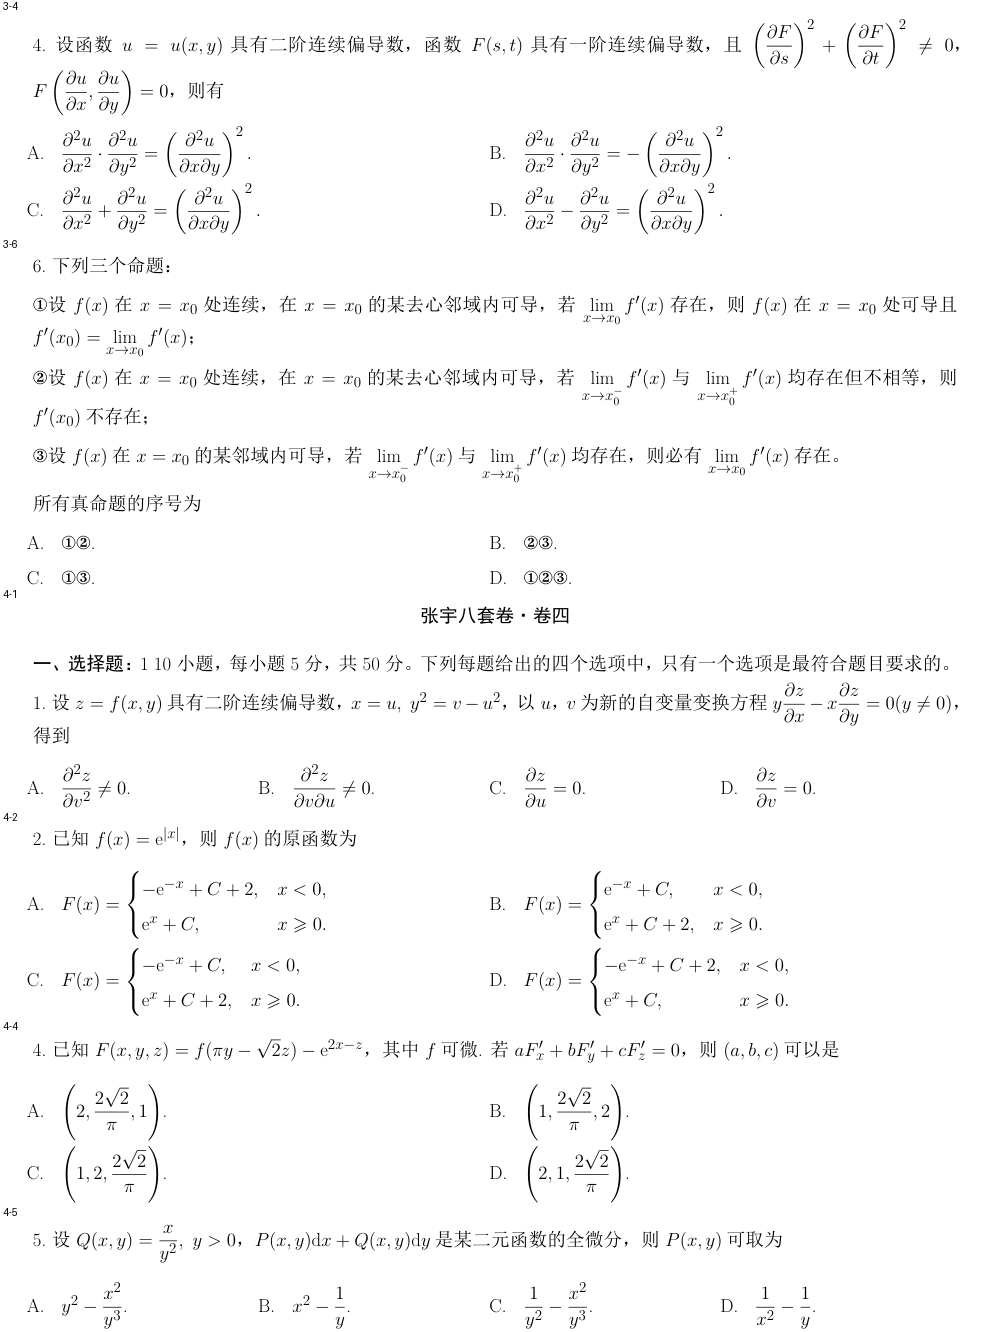 3-4
4. 设函数 u = u(x, y) 具有二阶连续偏导数，函数 F(s, t) 具有一阶连续偏导数，且 (∂F/∂s)² + (∂F/∂t)² ≠ 0，
F(∂u/∂x, ∂u/∂y) = 0，则有
A. ∂²u/∂x² · ∂²u/∂y² = (∂²u/∂x∂y)². B. ∂²u/∂x² · ∂²u/∂y² = −(∂²u/∂x∂y)².
C. ∂²u/∂x² + ∂²u/∂y² = (∂²u/∂x∂y)². D. ∂²u/∂x² − ∂²u/∂y² = (∂²u/∂x∂y)².
3-6
6. 下列三个命题：
①设 f(x) 在 x = x₀ 处连续，在 x = x₀ 的某去心邻域内可导，若 lim_{x→x₀} f′(x) 存在，则 f(x) 在 x = x₀ 处可导且
f′(x₀) = lim_{x→x₀} f′(x)；
②设 f(x) 在 x = x₀ 处连续，在 x = x₀ 的某去心邻域内可导，若 lim_{x→x₀⁻} f′(x) 与 lim_{x→x₀⁺} f′(x) 均存在但不相等，则
f′(x₀) 不存在；
③设 f(x) 在 x = x₀ 的某邻域内可导，若 lim_{x→x₀⁻} f′(x) 与 lim_{x→x₀⁺} f′(x) 均存在，则必有 lim_{x→x₀} f′(x) 存在。
所有真命题的序号为
A. ①②. B. ②③.
C. ①③. D. ①②③.
4-1
张宇八套卷·卷四
一、选择题：1 10 小题，每小题 5 分，共 50 分。下列每题给出的四个选项中，只有一个选项是最符合题目要求的。
1. 设 z = f(x, y) 具有二阶连续偏导数，x = u, y² = v − u²，以 u，v 为新的自变量变换方程 y ∂z/∂x − x ∂z/∂y = 0(y ≠ 0)，
得到
A. ∂²z/∂v² ≠ 0. B. ∂²z/∂v∂u ≠ 0. C. ∂z/∂u = 0. D. ∂z/∂v = 0.
4-2
2. 已知 f(x) = e^{|x|}，则 f(x) 的原函数为
A. F(x) = { −e^{−x} + C + 2, x < 0, e^x + C, x ⩾ 0. B. F(x) = { e^{−x} + C, x < 0, e^x + C + 2, x ⩾ 0.
C. F(x) = { −e^{−x} + C, x < 0, e^x + C + 2, x ⩾ 0. D. F(x) = { −e^{−x} + C + 2, x < 0, e^x + C, x ⩾ 0.
4-4
4. 已知 F(x, y, z) = f(πy − √2z) − e^{2x−z}，其中 f 可微. 若 aF′ₓ + bF′_y + cF′_z = 0，则 (a, b, c) 可以是
A. (2, 2√2/π, 1). B. (1, 2√2/π, 2).
C. (1, 2, 2√2/π). D. (2, 1, 2√2/π).
4-5
5. 设 Q(x, y) = x/y², y > 0，P(x, y)dx + Q(x, y)dy 是某二元函数的全微分，则 P(x, y) 可取为
A. y² − x²/y³. B. x² − 1/y. C. 1/y² − x²/y³. D. 1/x² − 1/y.